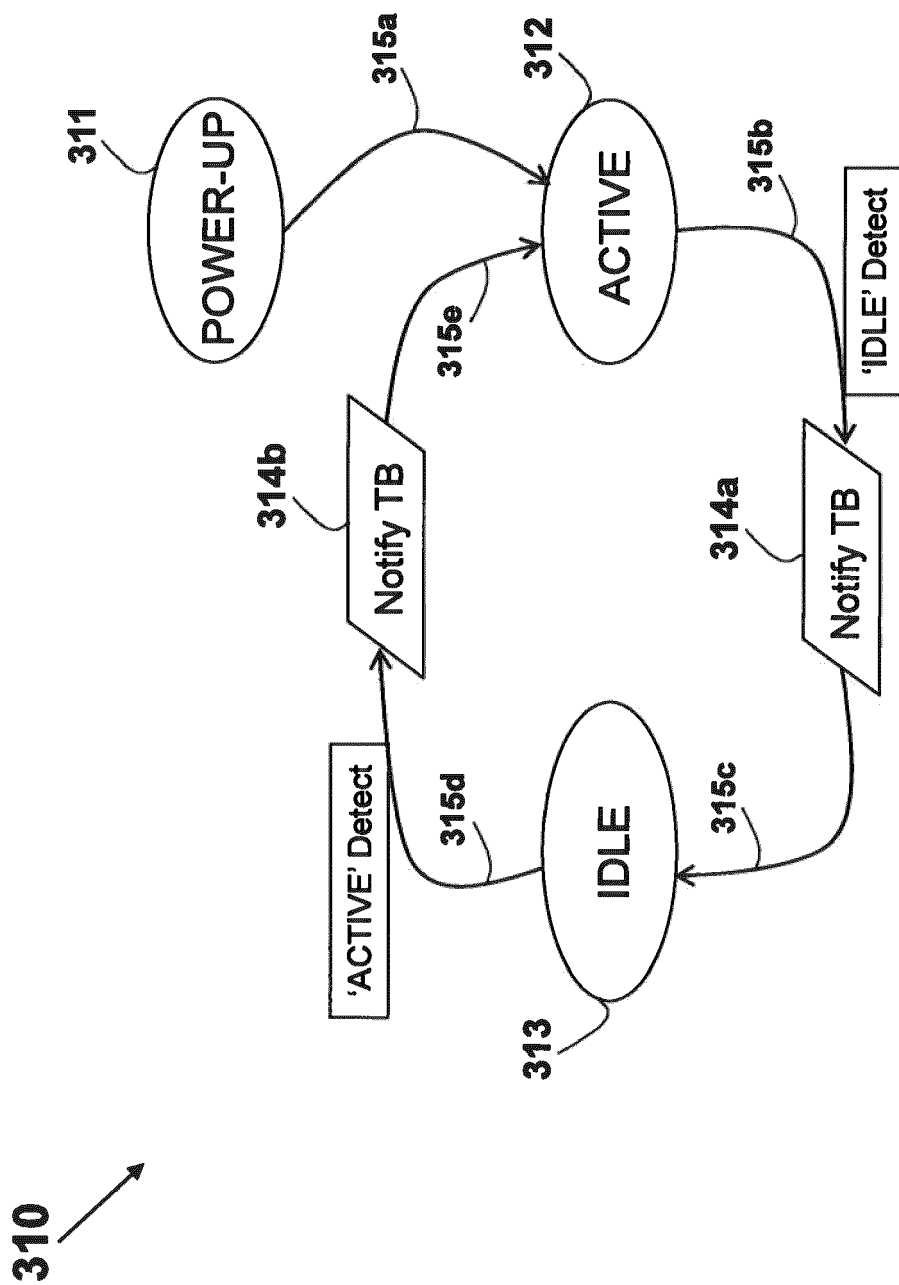 310
311
POWER-UP
315a
312
ACTIVE
315b
'IDLE' Detect
314a
Notify TB
315c
313
IDLE
315d
'ACTIVE' Detect
314b
Notify TB
315e